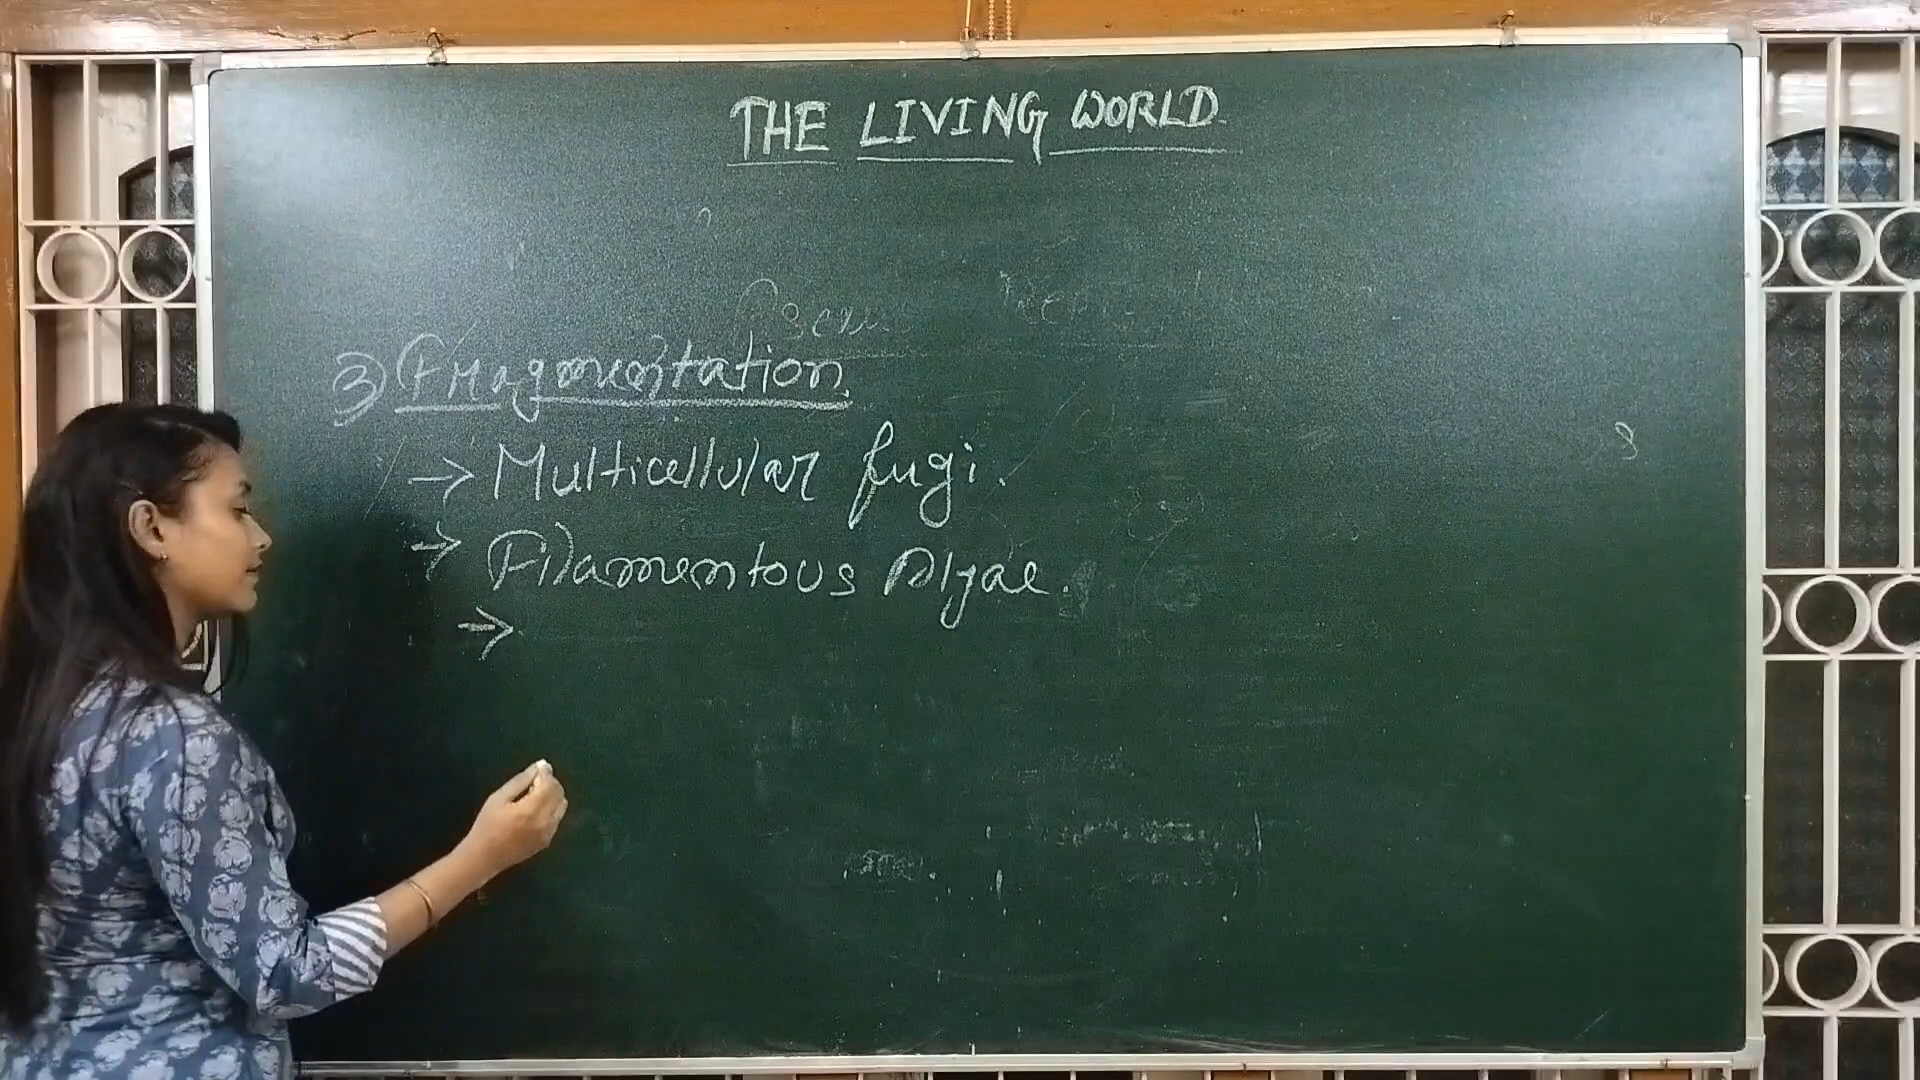 THE LIVING WORLD.
3) Fragmentation.
→ Multicellular fugi.
→ Filamentous Algae.
→